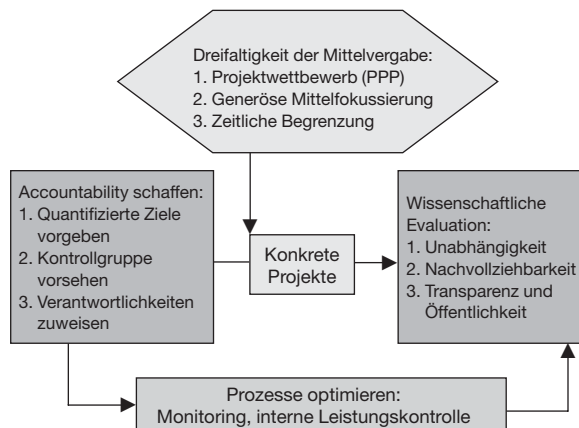 Dreifaltigkeit der Mittelvergabe:
1. Projektwettbewerb (PPP)
2. Generöse Mittelfokussierung
3. Zeitliche Begrenzung
Accountability schaffen:
1. Quantifizierte Ziele
vorgeben
2. Kontrollgruppe
vorsehen
3. Verantwortlichkeiten
zuweisen
Konkrete
Projekte
Wissenschaftliche
Evaluation:
1. Unabhängigkeit
2. Nachvollziehbarkeit
3. Transparenz und
Öffentlichkeit
Prozesse optimieren:
Monitoring, interne Leistungskontrolle